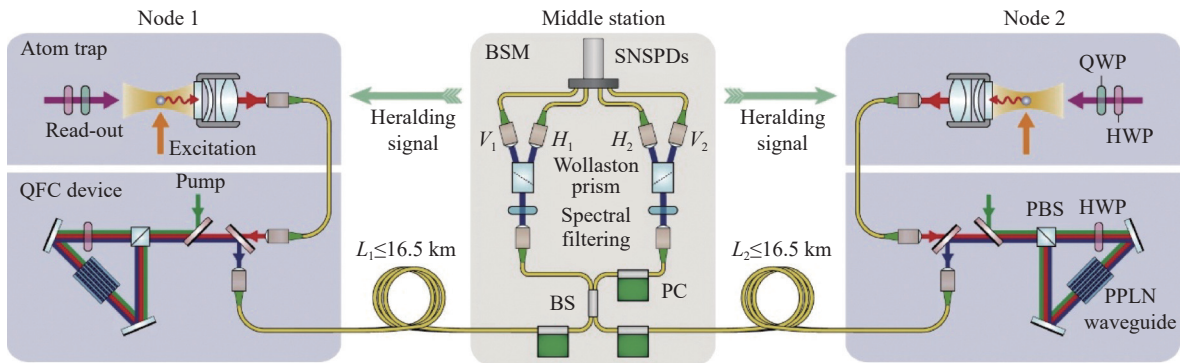 Node 1
Middle station
Node 2
Atom trap
BSM
SNSPDs
QWP
Read-out
Excitation
Heralding
signal
V₁
H₁
H₂
V₂
Heralding
signal
HWP
Wollaston
prism
QFC device
Pump
Spectral
filtering
PBS
HWP
L₁≤16.5 km
L₂≤16.5 km
BS
PC
PPLN
waveguide